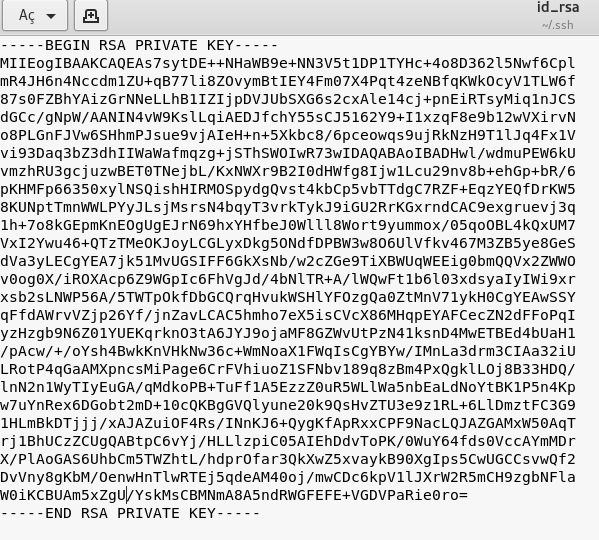 Aç
id_rsa
~/.ssh
-----BEGIN RSA PRIVATE KEY-----
MIIEogIBAAKCAQEAs7sytDE++NHaWB9e+NN3V5t1DP1TYHc+4o8D362l5Nwf6Cpl
mR4JH6n4Nccdm1ZU+qB77li8ZOvymBtIEY4Fm07X4Pqt4zeNBfqKWkOcyV1TLW6f
87s0FZBhYAizGrNNeLLhB1IZIjpDVJUbSXG6s2cxAle14cj+pnEiRTsyMiq1nJCS
dGCc/gNpW/AANIN4vW9KslLqiAEDJfchY55sCJ5162Y9+I1xzqF8e9b12wVXirvN
o8PLGnFJVw6SHhmPJsue9vjAIeH+n+5Xkbc8/6pceowqs9ujRkNzH9T1lJq4Fx1V
vi93Daq3bZ3dhIIWaWafmqzg+jSThSWOIwR73wIDAQABAoIBADHwl/wdmuPEW6kU
vmzhRU3gcjuzwBET0TNejbL/KxNWXr9B2I0dHWfg8Ijw1Lcu29nv8b+ehGp+bR/6
pKHMFp66350xylNSQishHIRMOSpydgQvst4kbCp5vbTTdgC7RZF+EqzYEQfDrKW5
8KUNptTmnWWLPYyJLsjMsrsN4bqyT3vrkTykJ9iGU2RrKGxrndCAC9exgruevj3q
1h+7o8kGEpmKnEOgUgEJrN69hxYHfbeJ0Wlll8Wort9yummox/05qoOBL4kQxUM7
VxI2Ywu46+QTzTMeOKJoyLCGLyxDkg5ONdfDPBW3w8O6UlVfkv467M3ZB5ye8GeS
dVa3yLECgYEA7jk51MvUGSIFF6GkXsNb/w2cZGe9TiXBWUqWEEig0bmQQVx2ZWWO
v0og0X/iROXAcp6Z9WGpIc6FhVgJd/4bNlTR+A/lWQwFt1b6l03xdsyaIyIWi9xr
xsb2sLNWP56A/5TWTpOkfDbGCQrqHvukWSHlYFOzgQa0ZtMnV71ykH0CgYEAwSSY
qFfdAWrvVZjp26Yf/jnZavLCAC5hmho7eX5isCVcX86MHqpEYAFCecZN2dFFoPqI
yzHzgb9N6Z01YUEKqrknO3tA6JYJ9ojaMF8GZWvUtPzN41ksnD4MwETBEd4bUaH1
/pAcw/+/oYsh4BwkKnVHkNw36c+WmNoaX1FWqIsCgYBYw/IMnLa3drm3CIAa32iU
LRotP4qGaAMXpncsMiPage6CrFVhiuoZ1SFNbv189q8zBm4PxQgklLOj8B33HDQ/
lnN2n1WyTIyEuGA/qMdkoPB+TuFf1A5EzzZ0uR5WLlWa5nbEaLdNoYtBK1P5n4Kp
w7uYnRex6DGobt2mD+10cQKBgGVQlyune20k9QsHvZTU3e9z1RL+6LlDmztFC3G9
1HLmBkDTjjj/xAJAZuiOF4Rs/INnKJ6+QygKfApRxxCPF9NacLQJAZGAMxW50AqT
rj1BhUCzZCUgQABtpC6vYj/HLLlzpiC05AIEhDdvToPK/0WuY64fds0VccAYmMDr
X/PlAoGAS6UhbCm5TWZhtL/hdprOfar3QkXwZ5xvaykB90XgIps5CwUGCCsvwQf2
DvVny8gKbM/OenwHnTlwRTEj5qdeAM40oj/mwCDc6kpV1lJXrW2R5mCH9zgbNFla
W0iKCBUAm5xZgU/YskMsCBMNmA8A5ndRWGFEFE+VGDVPaRie0ro=
-----END RSA PRIVATE KEY-----